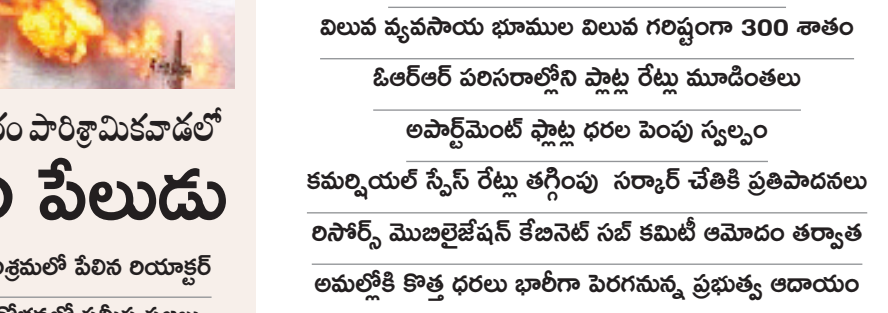 రం పారిశ్రామికవాడలో
పేలుడు
శ్రమలో పేలిన రియాక్టర్
విలువ వ్యవసాయ భూముల విలువ గరిష్టంగా 300 శాతం
ఓఆర్ఆర్ పరిసరాల్లోని ప్లాట్ల రేట్లు మూడింతలు
అపార్ట్‌మెంట్ ఫ్లాట్ల ధరల పెంపు స్వల్పం
కమర్షియల్ స్పేస్ రేట్లు తగ్గింపు సర్కార్ చేతికి ప్రతిపాదనలు
రిసోర్స్ మొబిలైజేషన్ కేబినెట్ సబ్ కమిటీ ఆమోదం తర్వాత
అమల్లోకి కొత్త ధరలు భారీగా పెరగనున్న ప్రభుత్వ ఆదాయం